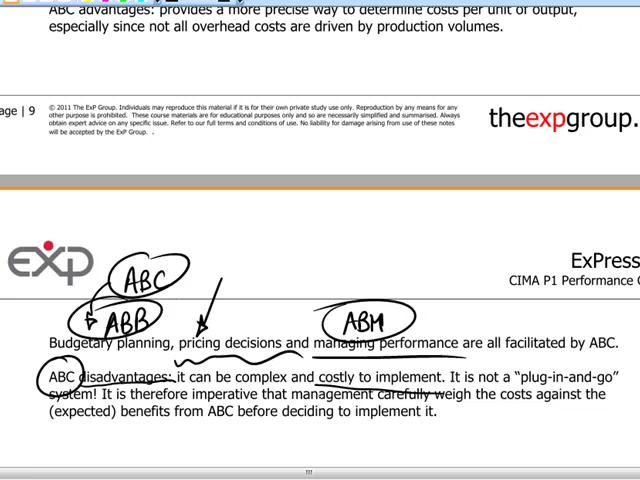 ABC advantages: provides a more precise way to determine costs per unit of output,
especially since not all overhead costs are driven by production volumes.
age | 9
© 2011 The ExP Group. Individuals may reproduce this material if it is for their own private study use only. Reproduction by any means for any
other purpose is prohibited. These course materials are for educational purposes only and so are necessarily simplified and summarised. Always
obtain expert advice on any specific issue. Refer to our full terms and conditions of use. No liability for damage arising from use of these notes
will be accepted by the ExP Group. .
theexpgroup.
exp
ExPress
CIMA P1 Performance
ABC
ABB
ABM
Budgetary planning, pricing decisions and managing performance are all facilitated by ABC.
ABC disadvantages: it can be complex and costly to implement. It is not a “plug-in-and-go”
system! It is therefore imperative that management carefully weigh the costs against the
(expected) benefits from ABC before deciding to implement it.